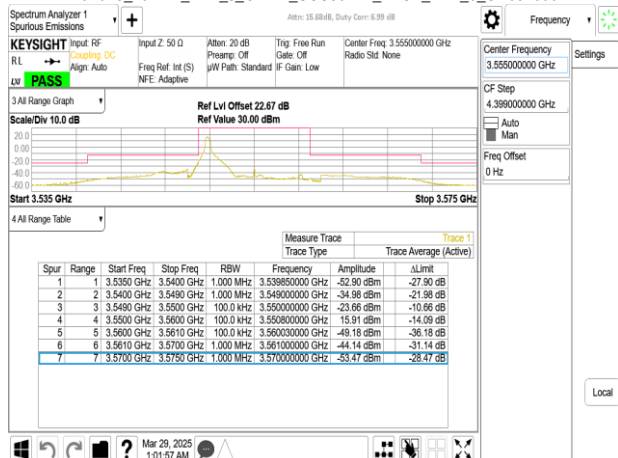 Spectrum Analyzer 1
Spurious Emissions
Attn: 15.68dB, Duty Corr: 6.99 dB
Frequency
KEYSIGHT Input: RF Input Z: 50 Ω Atten: 20 dB Trig: Free Run Center Freq: 3.555000000 GHz
RL Coupling: DC Preamp: Off Gate: Off Radio Std: None
Align: Auto Freq Ref: Int (S) µW Path: Standard IF Gain: Low
PASS NFE: Adaptive
Center Frequency
3.555000000 GHz
Settings
CF Step
4.399000000 GHz
Auto
Man
Freq Offset
0 Hz
3 All Range Graph
Ref Lvl Offset 22.67 dB
Scale/Div 10.0 dB Ref Value 30.00 dBm
20.0
0.00
-20.0
-40.0
-60.0
Start 3.535 GHz Stop 3.575 GHz
4 All Range Table
Measure Trace Trace 1
Trace Type Trace Average (Active)
Spur Range Start Freq Stop Freq RBW Frequency Amplitude ΔLimit
1 1 3.5350 GHz 3.5400 GHz 1.000 MHz 3.539850000 GHz -52.90 dBm -27.90 dB
2 2 3.5400 GHz 3.5490 GHz 1.000 MHz 3.549000000 GHz -34.98 dBm -21.98 dB
3 3 3.5490 GHz 3.5500 GHz 100.0 kHz 3.550000000 GHz -23.66 dBm -10.66 dB
4 4 3.5500 GHz 3.5600 GHz 100.0 kHz 3.550800000 GHz 15.91 dBm -14.09 dB
5 5 3.5600 GHz 3.5610 GHz 100.0 kHz 3.560030000 GHz -49.18 dBm -36.18 dB
6 6 3.5610 GHz 3.5700 GHz 1.000 MHz 3.561000000 GHz -44.14 dBm -31.14 dB
7 7 3.5700 GHz 3.5750 GHz 1.000 MHz 3.570000000 GHz -53.47 dBm -28.47 dB
Local
Mar 29, 2025
1:01:57 AM